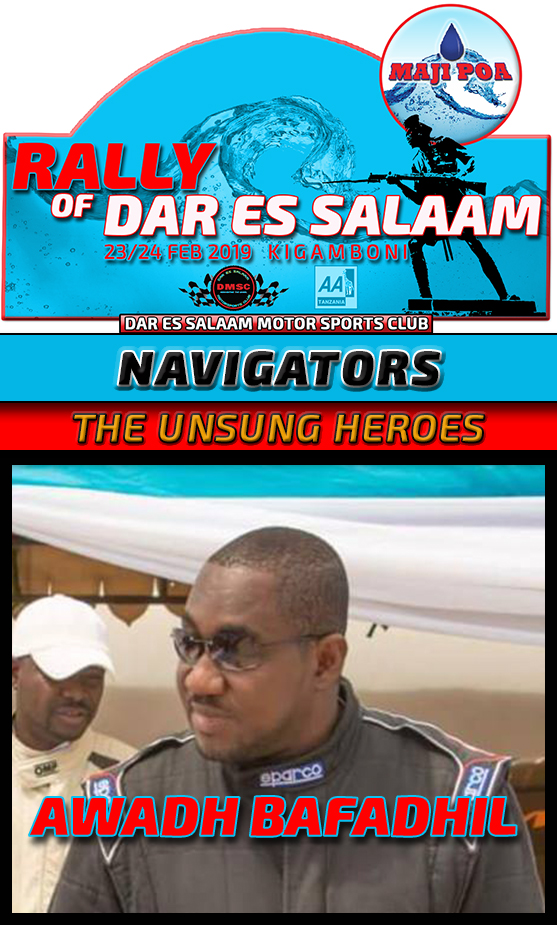 MAJI POA
RALLY
OF DAR ES SALAAM
23/24 FEB 2019 KIGAMBONI
DMSC
AA
TANZANIA
DAR ES SALAAM MOTOR SPORTS CLUB
NAVIGATORS
THE UNSUNG HEROES
OMP
sparco
AWADH BAFADHIL